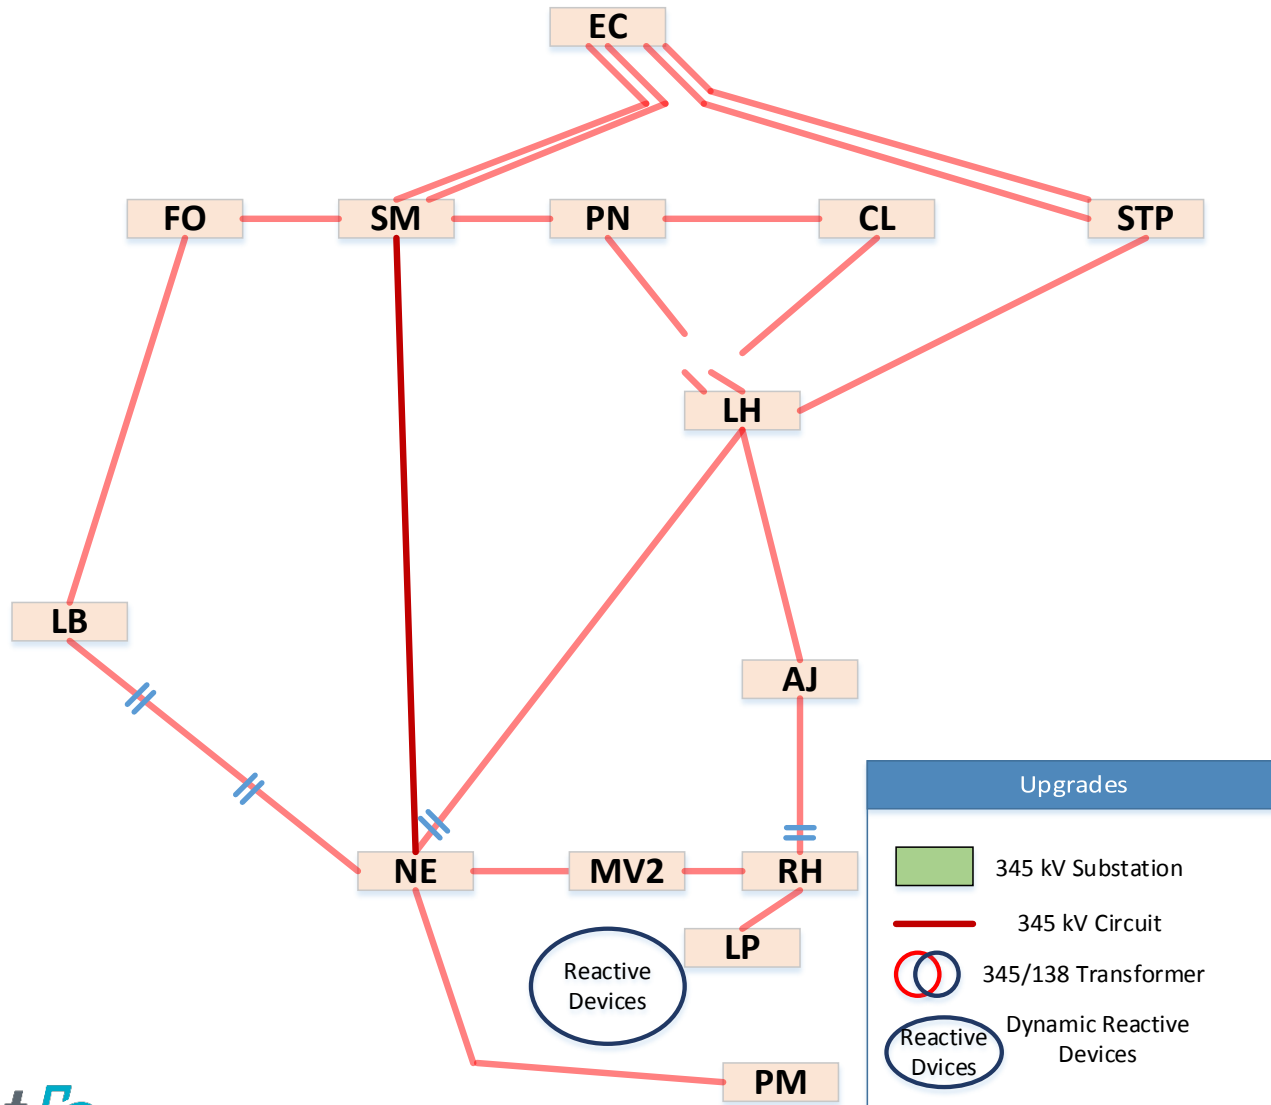 EC
FO
SM
PN
CL
STP
LH
LB
AJ
NE
MV2
RH
LP
Reactive
Devices
PM
Upgrades
345 kV Substation
345 kV Circuit
345/138 Transformer
Reactive
Dvices
Dynamic Reactive
Devices